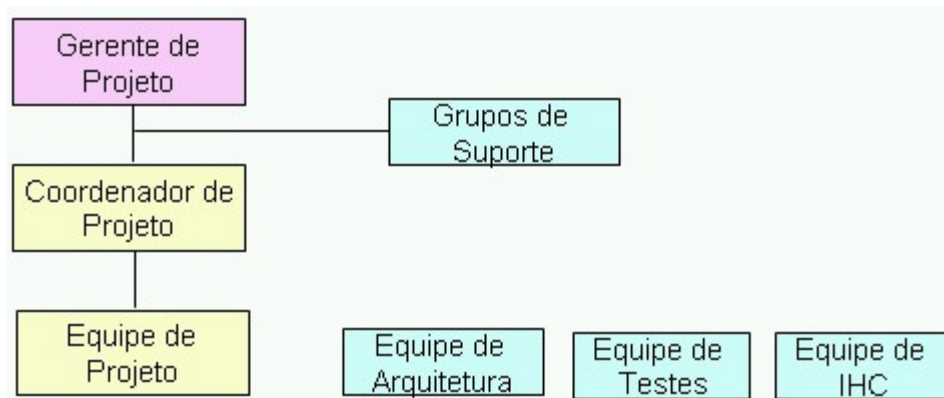 Gerente de
Projeto
Grupos de
Suporte
Coordenador de
Projeto
Equipe de
Projeto
Equipe de
Arquitetura
Equipe de
Testes
Equipe de
IHC